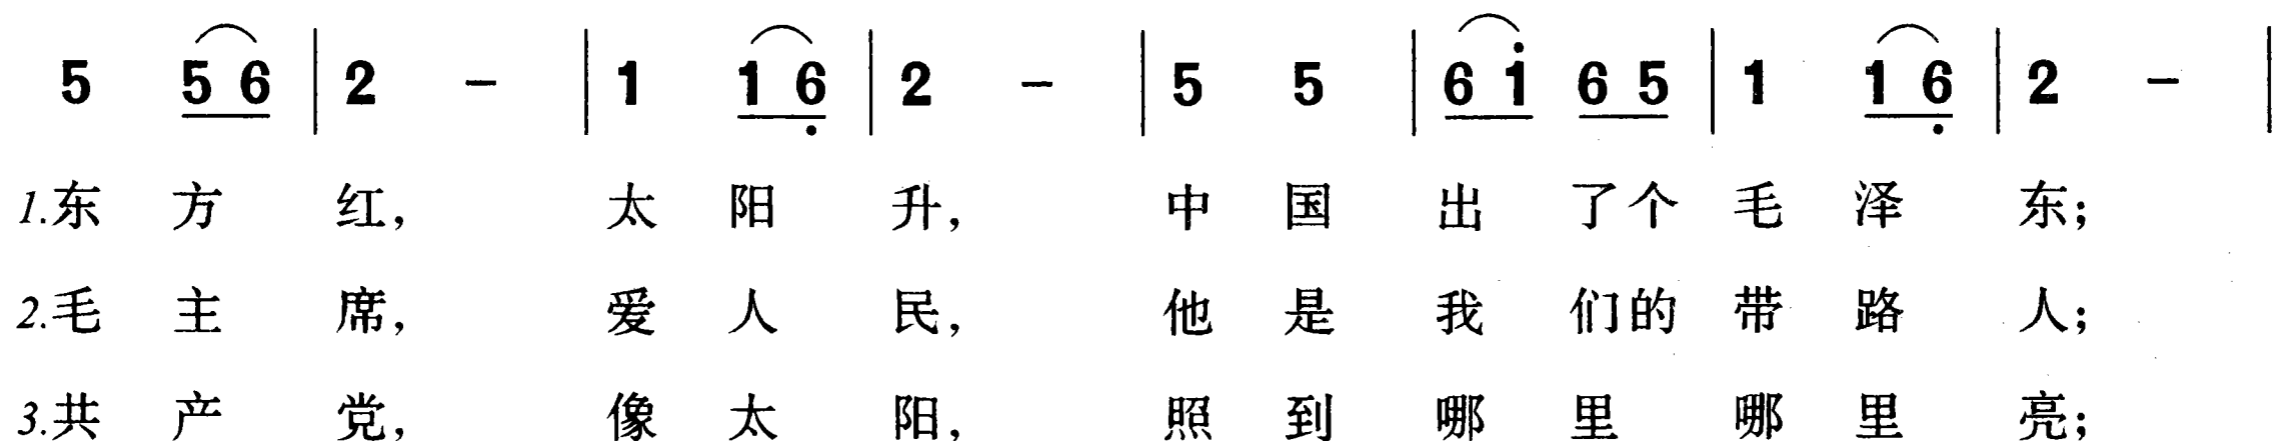 5 5 6 | 2 - | 1 1 6̣ | 2 - | 5 5 | 6 1̇ 6 5 | 1 1 6̣ | 2 - |
1.东 方 红， 太 阳 升， 中 国 出 了个 毛 泽 东；
2.毛 主 席， 爱 人 民， 他 是 我 们的 带 路 人；
3.共 产 党， 像 太 阳， 照 到 哪 里 哪 里 亮；